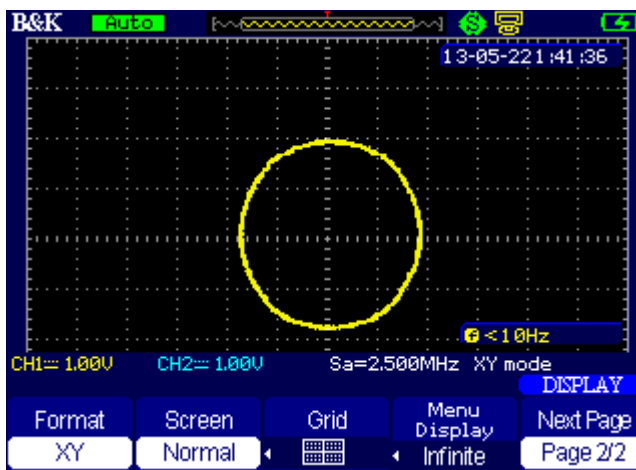 B&K Auto
13-05-22 1:41:36
f <10Hz
CH1 1.00V CH2 1.00V Sa=2.500MHz XY mode
DISPLAY
Format Screen Grid Menu Display Next Page
XY Normal Infinite Page 2/2